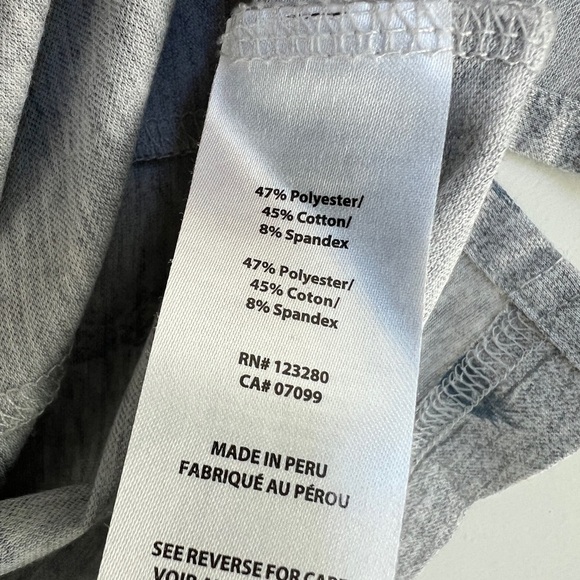 47% Polyester/
45% Cotton/
8% Spandex
47% Polyester/
45% Coton/
8% Spandex
RN# 123280
CA# 07099
MADE IN PERU
FABRIQUÉ AU PÉROU
SEE REVERSE FOR CARE
VOIR